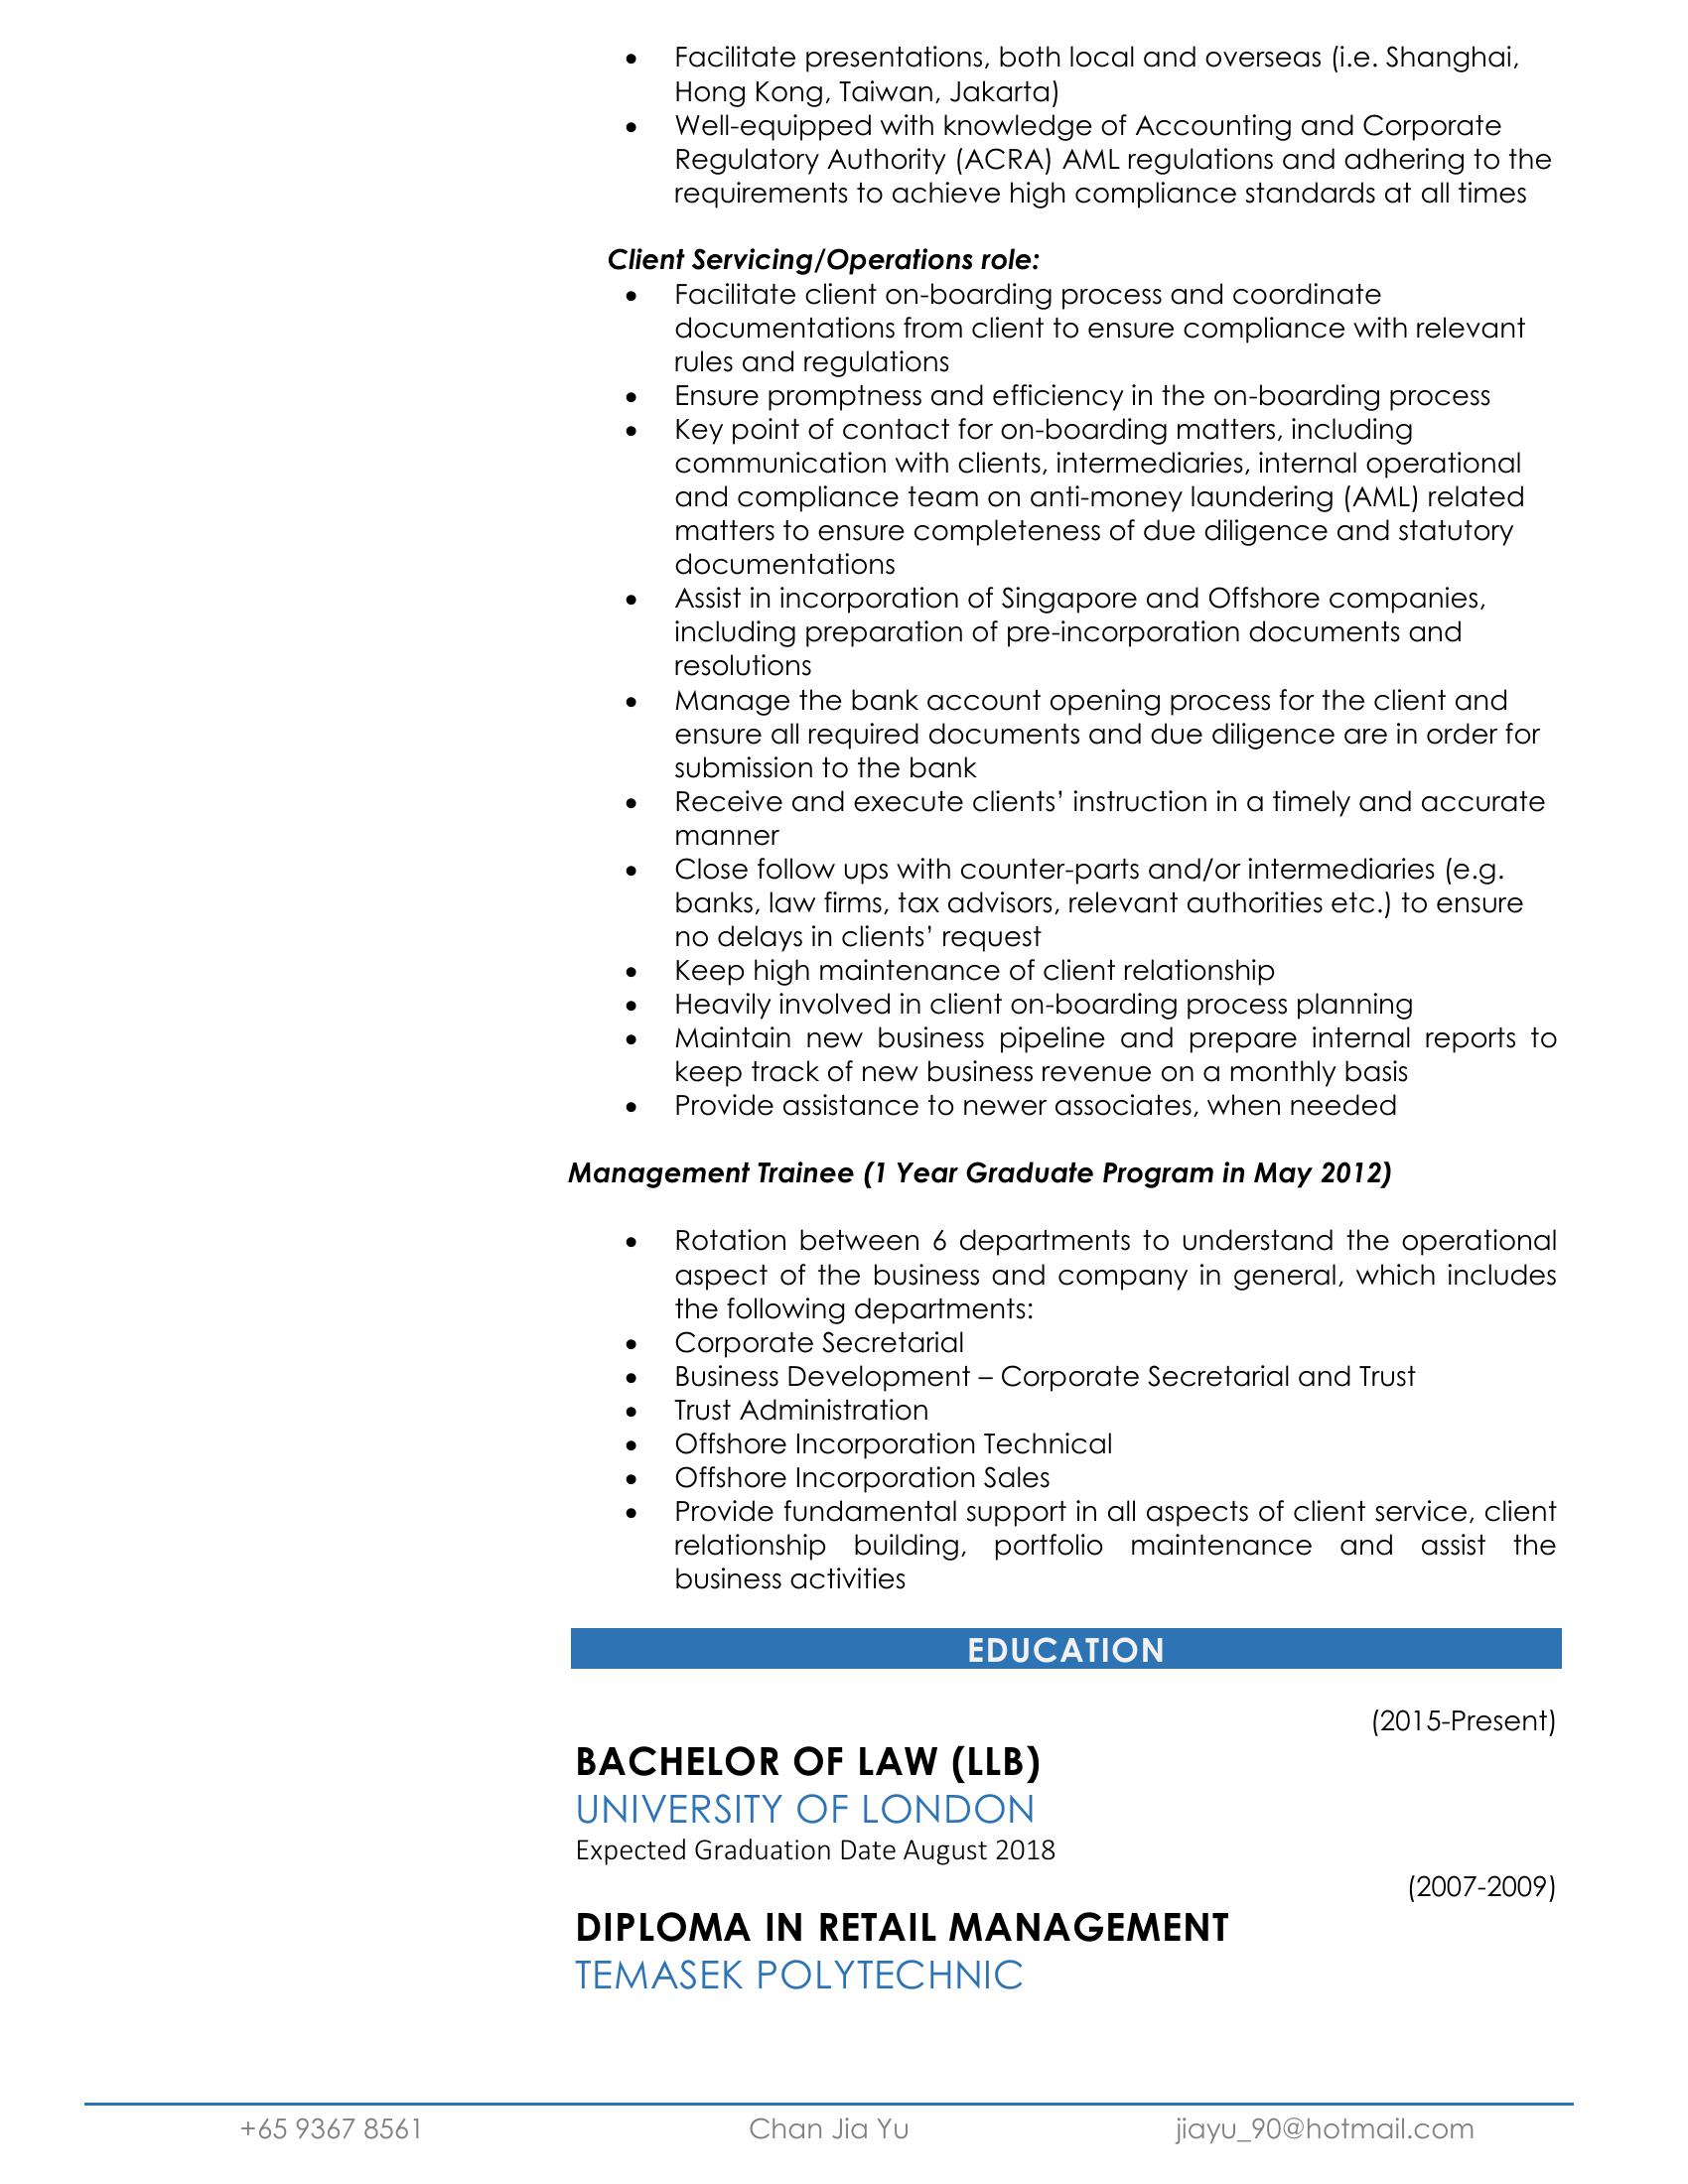 • Facilitate presentations, both local and overseas (i.e. Shanghai,
Hong Kong, Taiwan, Jakarta)
• Well-equipped with knowledge of Accounting and Corporate
Regulatory Authority (ACRA) AML regulations and adhering to the
requirements to achieve high compliance standards at all times
Client Servicing/Operations role:
• Facilitate client on-boarding process and coordinate
documentations from client to ensure compliance with relevant
rules and regulations
• Ensure promptness and efficiency in the on-boarding process
• Key point of contact for on-boarding matters, including
communication with clients, intermediaries, internal operational
and compliance team on anti-money laundering (AML) related
matters to ensure completeness of due diligence and statutory
documentations
• Assist in incorporation of Singapore and Offshore companies,
including preparation of pre-incorporation documents and
resolutions
• Manage the bank account opening process for the client and
ensure all required documents and due diligence are in order for
submission to the bank
• Receive and execute clients’ instruction in a timely and accurate
manner
• Close follow ups with counter-parts and/or intermediaries (e.g.
banks, law firms, tax advisors, relevant authorities etc.) to ensure
no delays in clients’ request
• Keep high maintenance of client relationship
• Heavily involved in client on-boarding process planning
• Maintain new business pipeline and prepare internal reports to
keep track of new business revenue on a monthly basis
• Provide assistance to newer associates, when needed
Management Trainee (1 Year Graduate Program in May 2012)
• Rotation between 6 departments to understand the operational
aspect of the business and company in general, which includes
the following departments:
• Corporate Secretarial
• Business Development – Corporate Secretarial and Trust
• Trust Administration
• Offshore Incorporation Technical
• Offshore Incorporation Sales
• Provide fundamental support in all aspects of client service, client
relationship building, portfolio maintenance and assist the
business activities
EDUCATION
(2015-Present)
BACHELOR OF LAW (LLB)
UNIVERSITY OF LONDON
Expected Graduation Date August 2018
(2007-2009)
DIPLOMA IN RETAIL MANAGEMENT
TEMASEK POLYTECHNIC
+65 9367 8561 Chan Jia Yu jiayu_90@hotmail.com